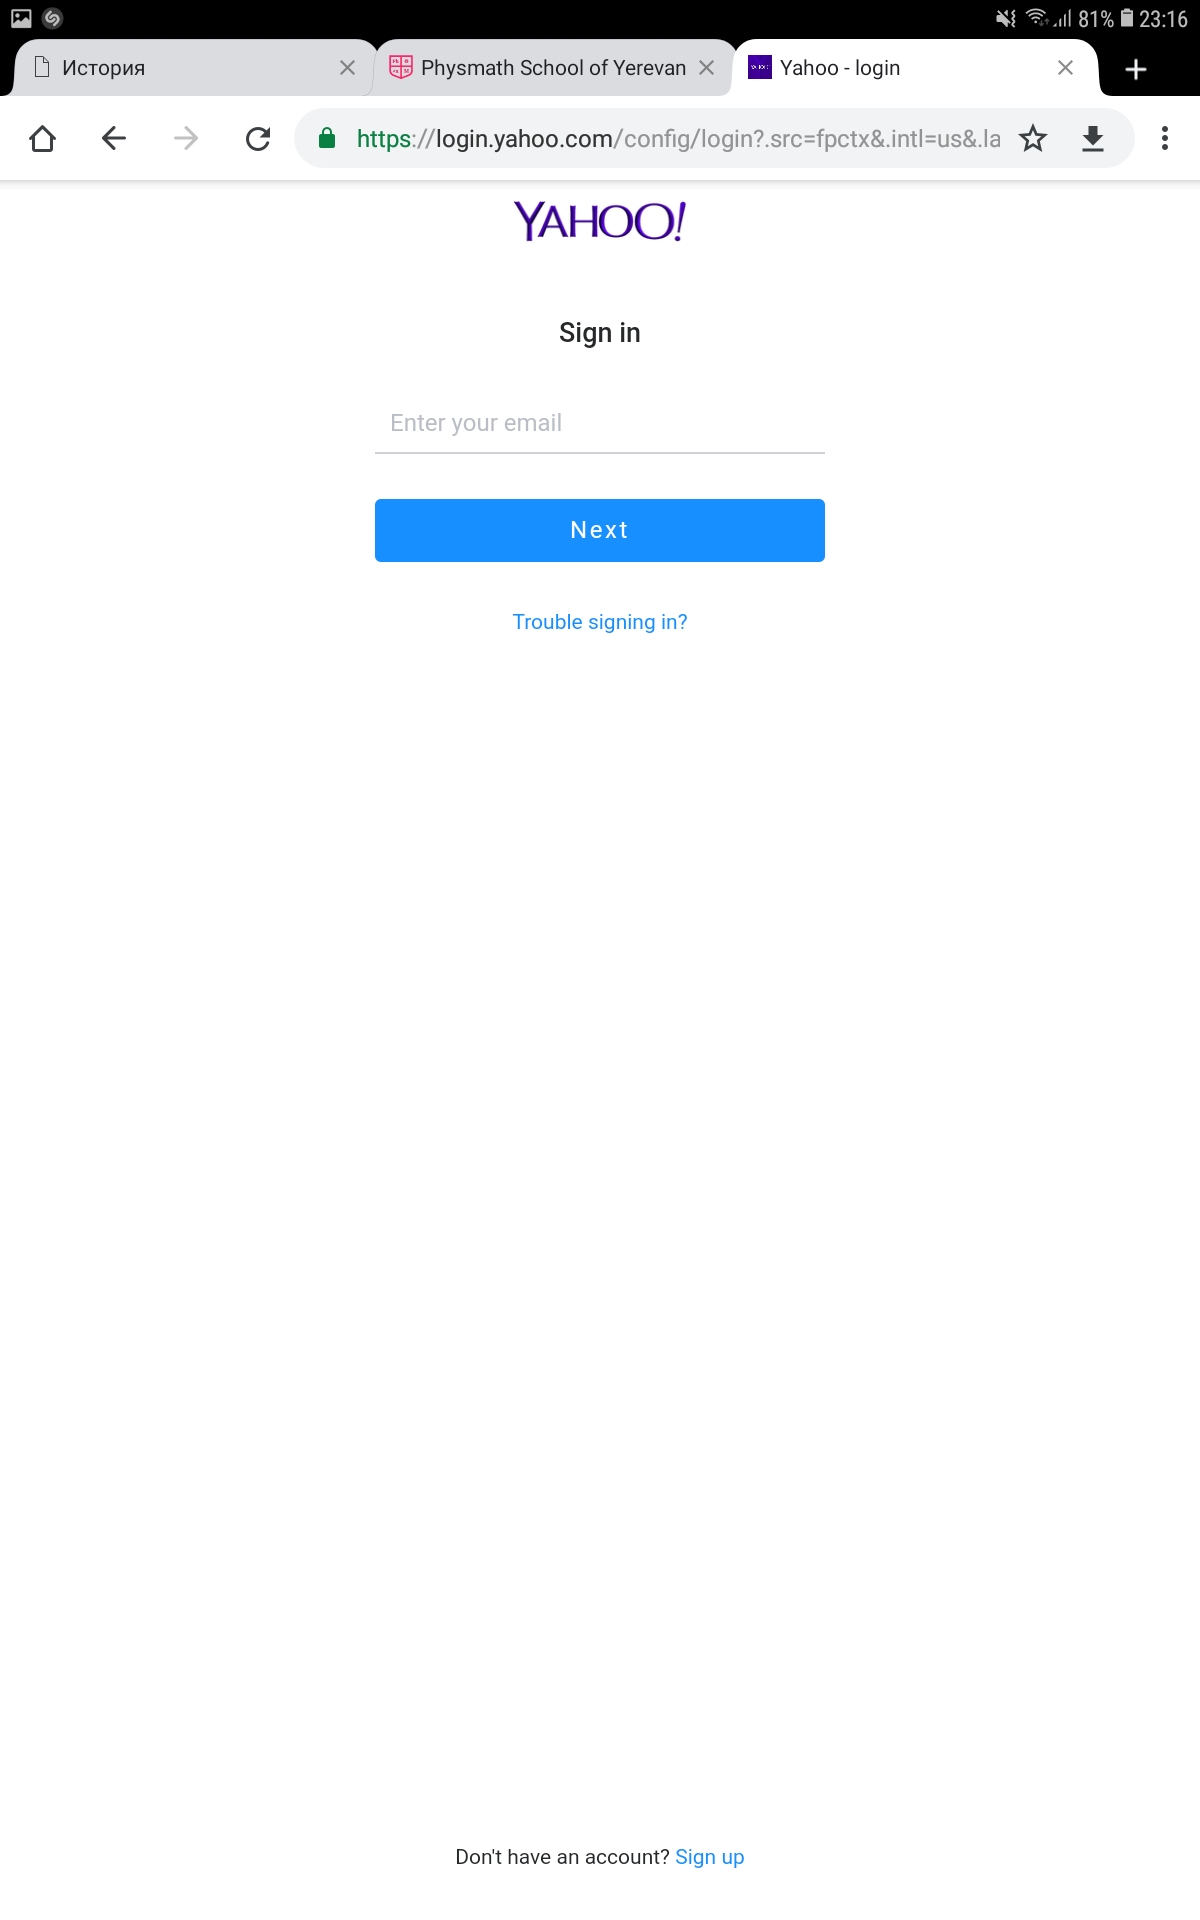 81% 23:16
История
Physmath School of Yerevan
Yahoo - login
https://login.yahoo.com/config/login?.src=fpctx&.intl=us&.la
YAHOO!
Sign in
Enter your email
Next
Trouble signing in?
Don't have an account? Sign up